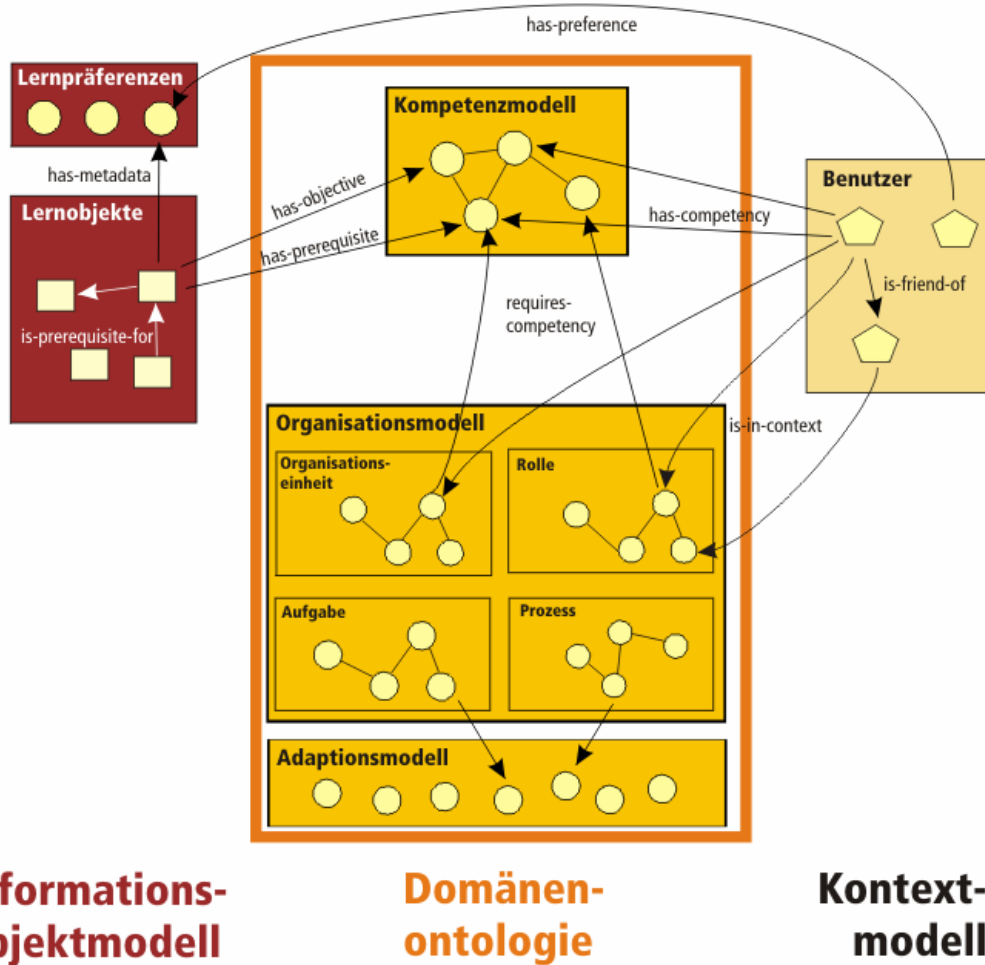 has-preference
Lernpräferenzen
Kompetenzmodell
has-metadata
has-objective
Benutzer
Lernobjekte
has-competency
has-prerequisite
is-friend-of
requires-
competency
is-prerequisite-for
Organisationsmodell
is-in-context
Organisations-
einheit
Rolle
Aufgabe
Prozess
Adaptionsmodell
formations-
bjektmodell
Domänen-
ontologie
Kontext-
modell